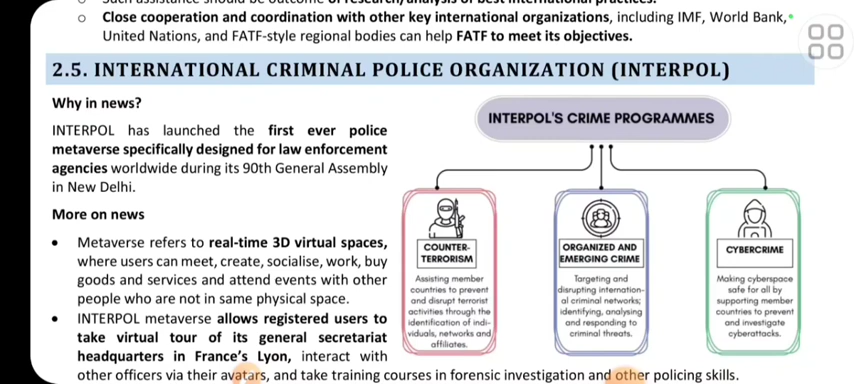 ○ Such assistance should be outcome of research/analysis of best international practices.
○ Close cooperation and coordination with other key international organizations, including IMF, World Bank,
United Nations, and FATF-style regional bodies can help FATF to meet its objectives.
2.5. INTERNATIONAL CRIMINAL POLICE ORGANIZATION (INTERPOL)
Why in news?
INTERPOL has launched the first ever police
metaverse specifically designed for law enforcement
agencies worldwide during its 90th General Assembly
in New Delhi.
More on news
• Metaverse refers to real-time 3D virtual spaces,
where users can meet, create, socialise, work, buy
goods and services and attend events with other
people who are not in same physical space.
• INTERPOL metaverse allows registered users to
take virtual tour of its general secretariat
headquarters in France's Lyon, interact with
other officers via their avatars, and take training courses in forensic investigation and other policing skills.
INTERPOL'S CRIME PROGRAMMES
COUNTER-
TERRORISM
Assisting member
countries to prevent
and disrupt terrorist
activities through the
identification of indi-
viduals, networks and
affiliates.
ORGANIZED AND
EMERGING CRIME
Targeting and
disrupting internation-
al criminal networks;
identifying, analysing
and responding to
criminal threats.
CYBERCRIME
Making cyberspace
safe for all by
supporting member
countries to prevent
and investigate
cyberattacks.